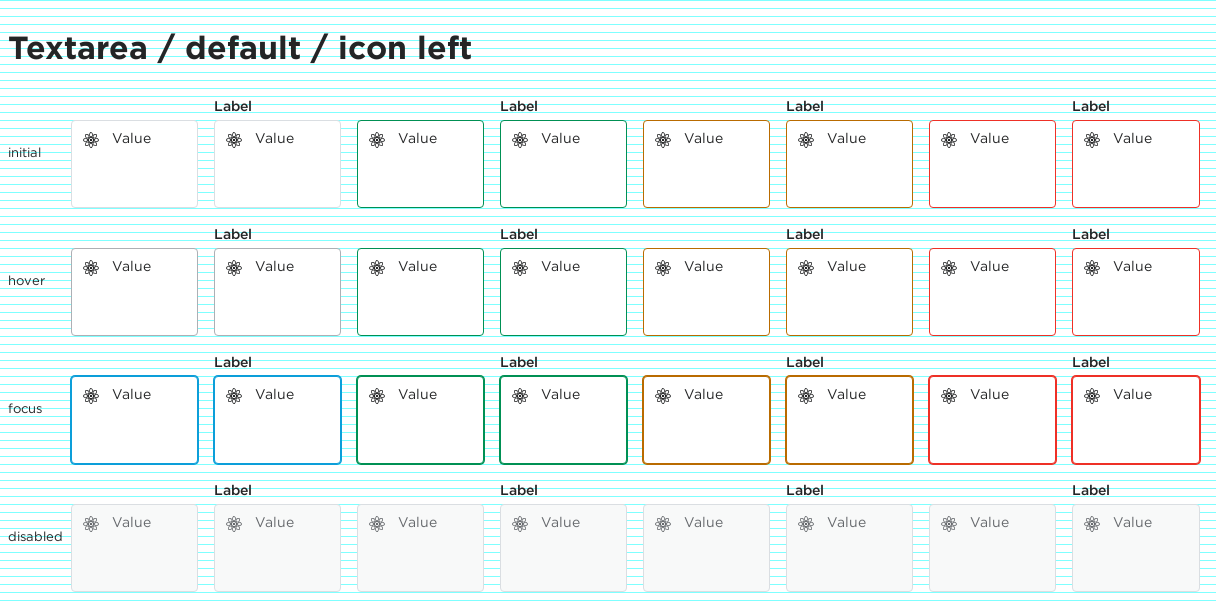 Textarea / default / icon left
Label Label Label Label
initial Value Value Value Value Value Value Value Value
Label Label Label Label
hover Value Value Value Value Value Value Value Value
Label Label Label Label
focus Value Value Value Value Value Value Value Value
Label Label Label Label
disabled Value Value Value Value Value Value Value Value